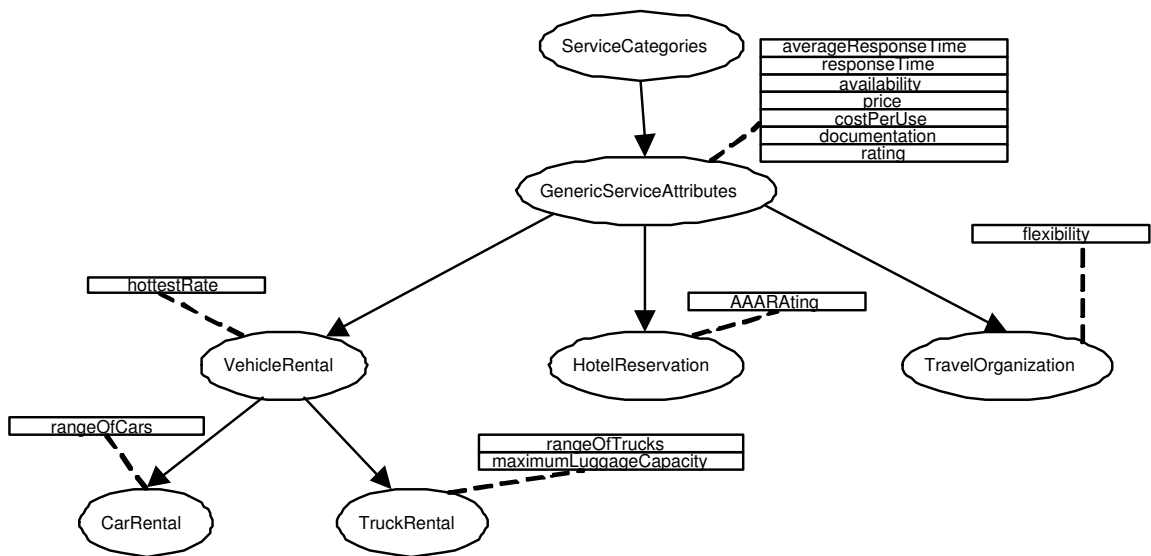 ServiceCategories
averageResponseTime
responseTime
availability
price
costPerUse
documentation
rating
GenericServiceAttributes
flexibility
hottestRate
AAARAting
VehicleRental
HotelReservation
TravelOrganization
rangeOfCars
rangeOfTrucks
maximumLuggageCapacity
CarRental
TruckRental